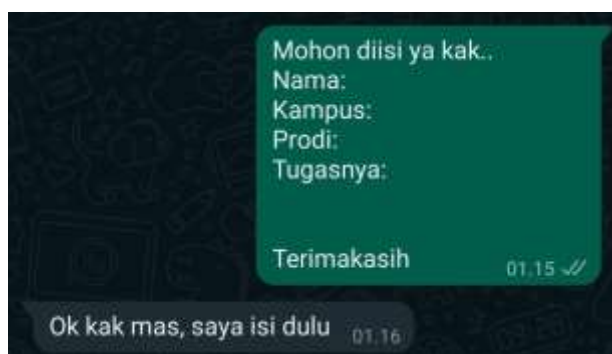 Mohon diisi ya kak..
Nama:
Kampus:
Prodi:
Tugasnya:
Terimakasih
01.15
Ok kak mas, saya isi dulu 01.16